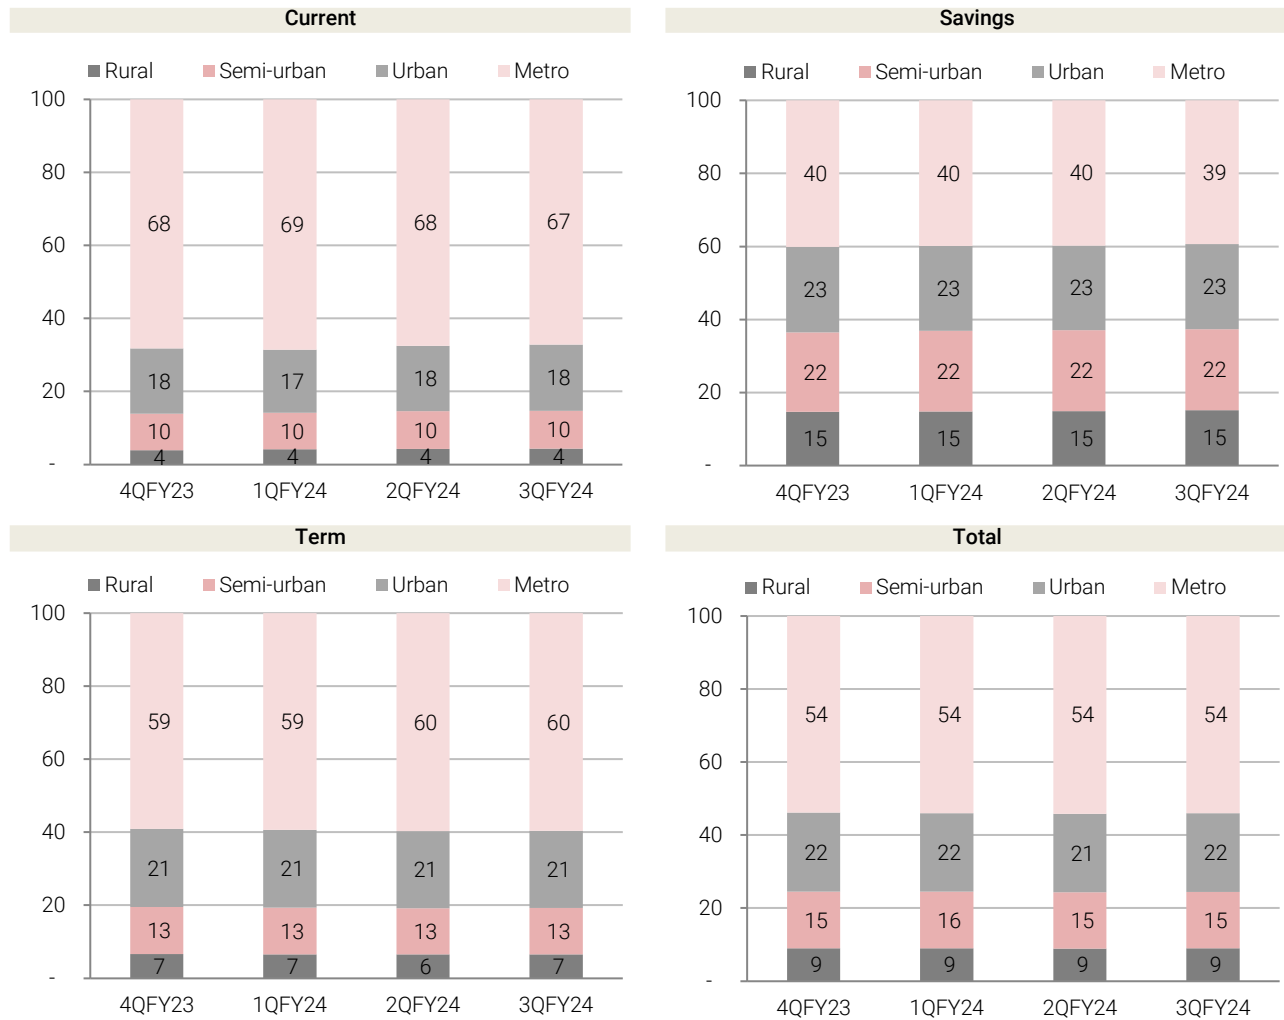 Current
Rural Semi-urban Urban Metro
100
80
60
40
20
-
68 69 68 67
18 17 18 18
10 10 10 10
4 4 4 4
4QFY23 1QFY24 2QFY24 3QFY24
Savings
Rural Semi-urban Urban Metro
100
80
60
40
20
-
40 40 40 39
23 23 23 23
22 22 22 22
15 15 15 15
4QFY23 1QFY24 2QFY24 3QFY24
Term
Rural Semi-urban Urban Metro
100
80
60
40
20
-
59 59 60 60
21 21 21 21
13 13 13 13
7 7 6 7
4QFY23 1QFY24 2QFY24 3QFY24
Total
Rural Semi-urban Urban Metro
100
80
60
40
20
-
54 54 54 54
22 22 21 22
15 16 15 15
9 9 9 9
4QFY23 1QFY24 2QFY24 3QFY24